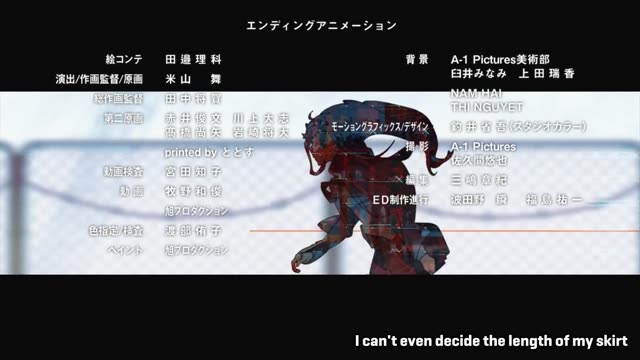 エンディングアニメーション
絵コンテ 田邉理科
演出/作画監督/原画 米山 舞
総作画監督 田中将賀
第二原画 赤井俊文 川上大志
高橋尚矢 岩崎将大
printed by ととす
動画検査 宮田知子
動画 牧野和俊
旭プロダクション
色指定/検査 渡部侑子
ペイント 旭プロダクション
背景 A-1 Pictures美術部
臼井みなみ 上田瑞香
NAM HAI
THI NGUYET
モーショングラフィックス/デザイン 釣井省吾(スタジオカラー)
撮影 A-1 Pictures
佐久間悠也
編集 三嶋章紀
ED制作進行 波田野 福島祐一
I can't even decide the length of my skirt